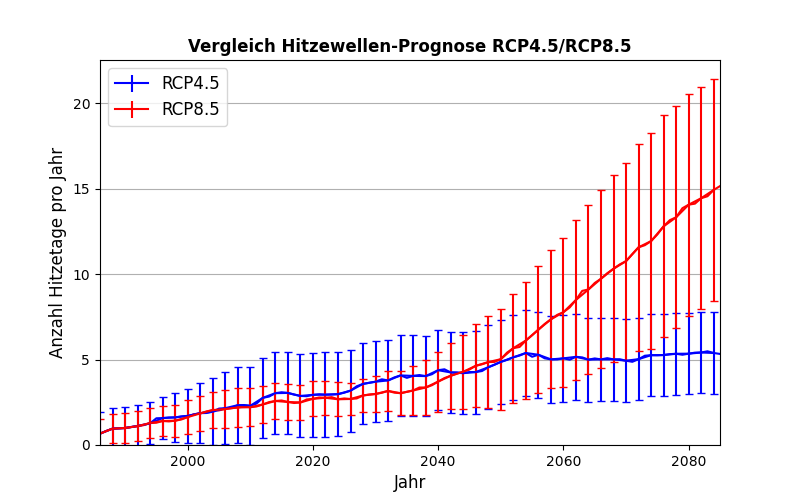 Vergleich Hitzewellen-Prognose RCP4.5/RCP8.5
RCP4.5
RCP8.5
Anzahl Hitzetage pro Jahr
20
15
10
5
0
2000 2020 2040 2060 2080
Jahr